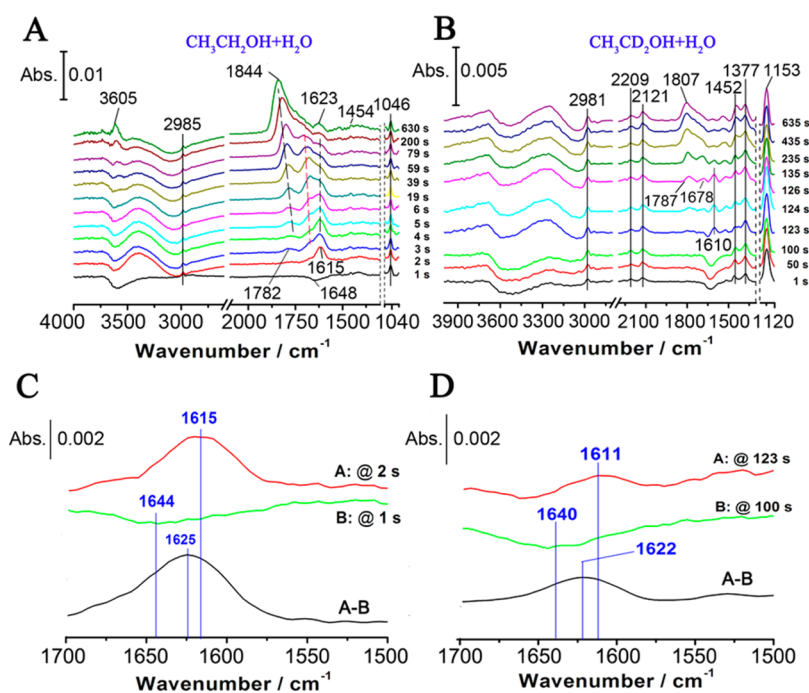 A
CH3CH2OH+H2O
Abs. 0.01
3605
2985
1844
1623
1454
1046
630 s
200 s
79 s
59 s
39 s
19 s
6 s
5 s
4 s
3 s
2 s
1 s
1782
1615
1648
4000 3500 3000 2000 1750 1500 1040
Wavenumber / cm-1
B
CH3CD2OH+H2O
Abs. 0.005
2981
2209
2121
1807
1452
1377
1153
635 s
435 s
235 s
135 s
126 s
124 s
123 s
100 s
50 s
1 s
1787
1678
1610
3900 3600 3300 3000 2100 1800 1500 1120
Wavenumber / cm-1
C
Abs. 0.002
1615
A: @ 2 s
1644
B: @ 1 s
1625
A-B
1700 1650 1600 1550 1500
Wavenumber / cm-1
D
Abs. 0.002
1611
A: @ 123 s
1640
B: @ 100 s
1622
A-B
1700 1650 1600 1550 1500
Wavenumber / cm-1